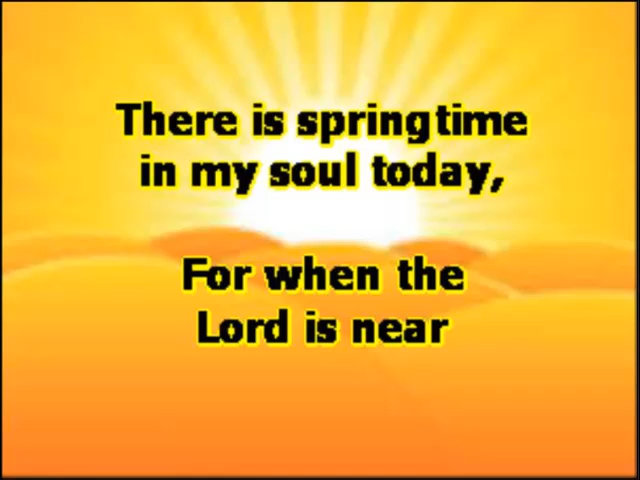 There is springtime
in my soul today,
For when the
Lord is near